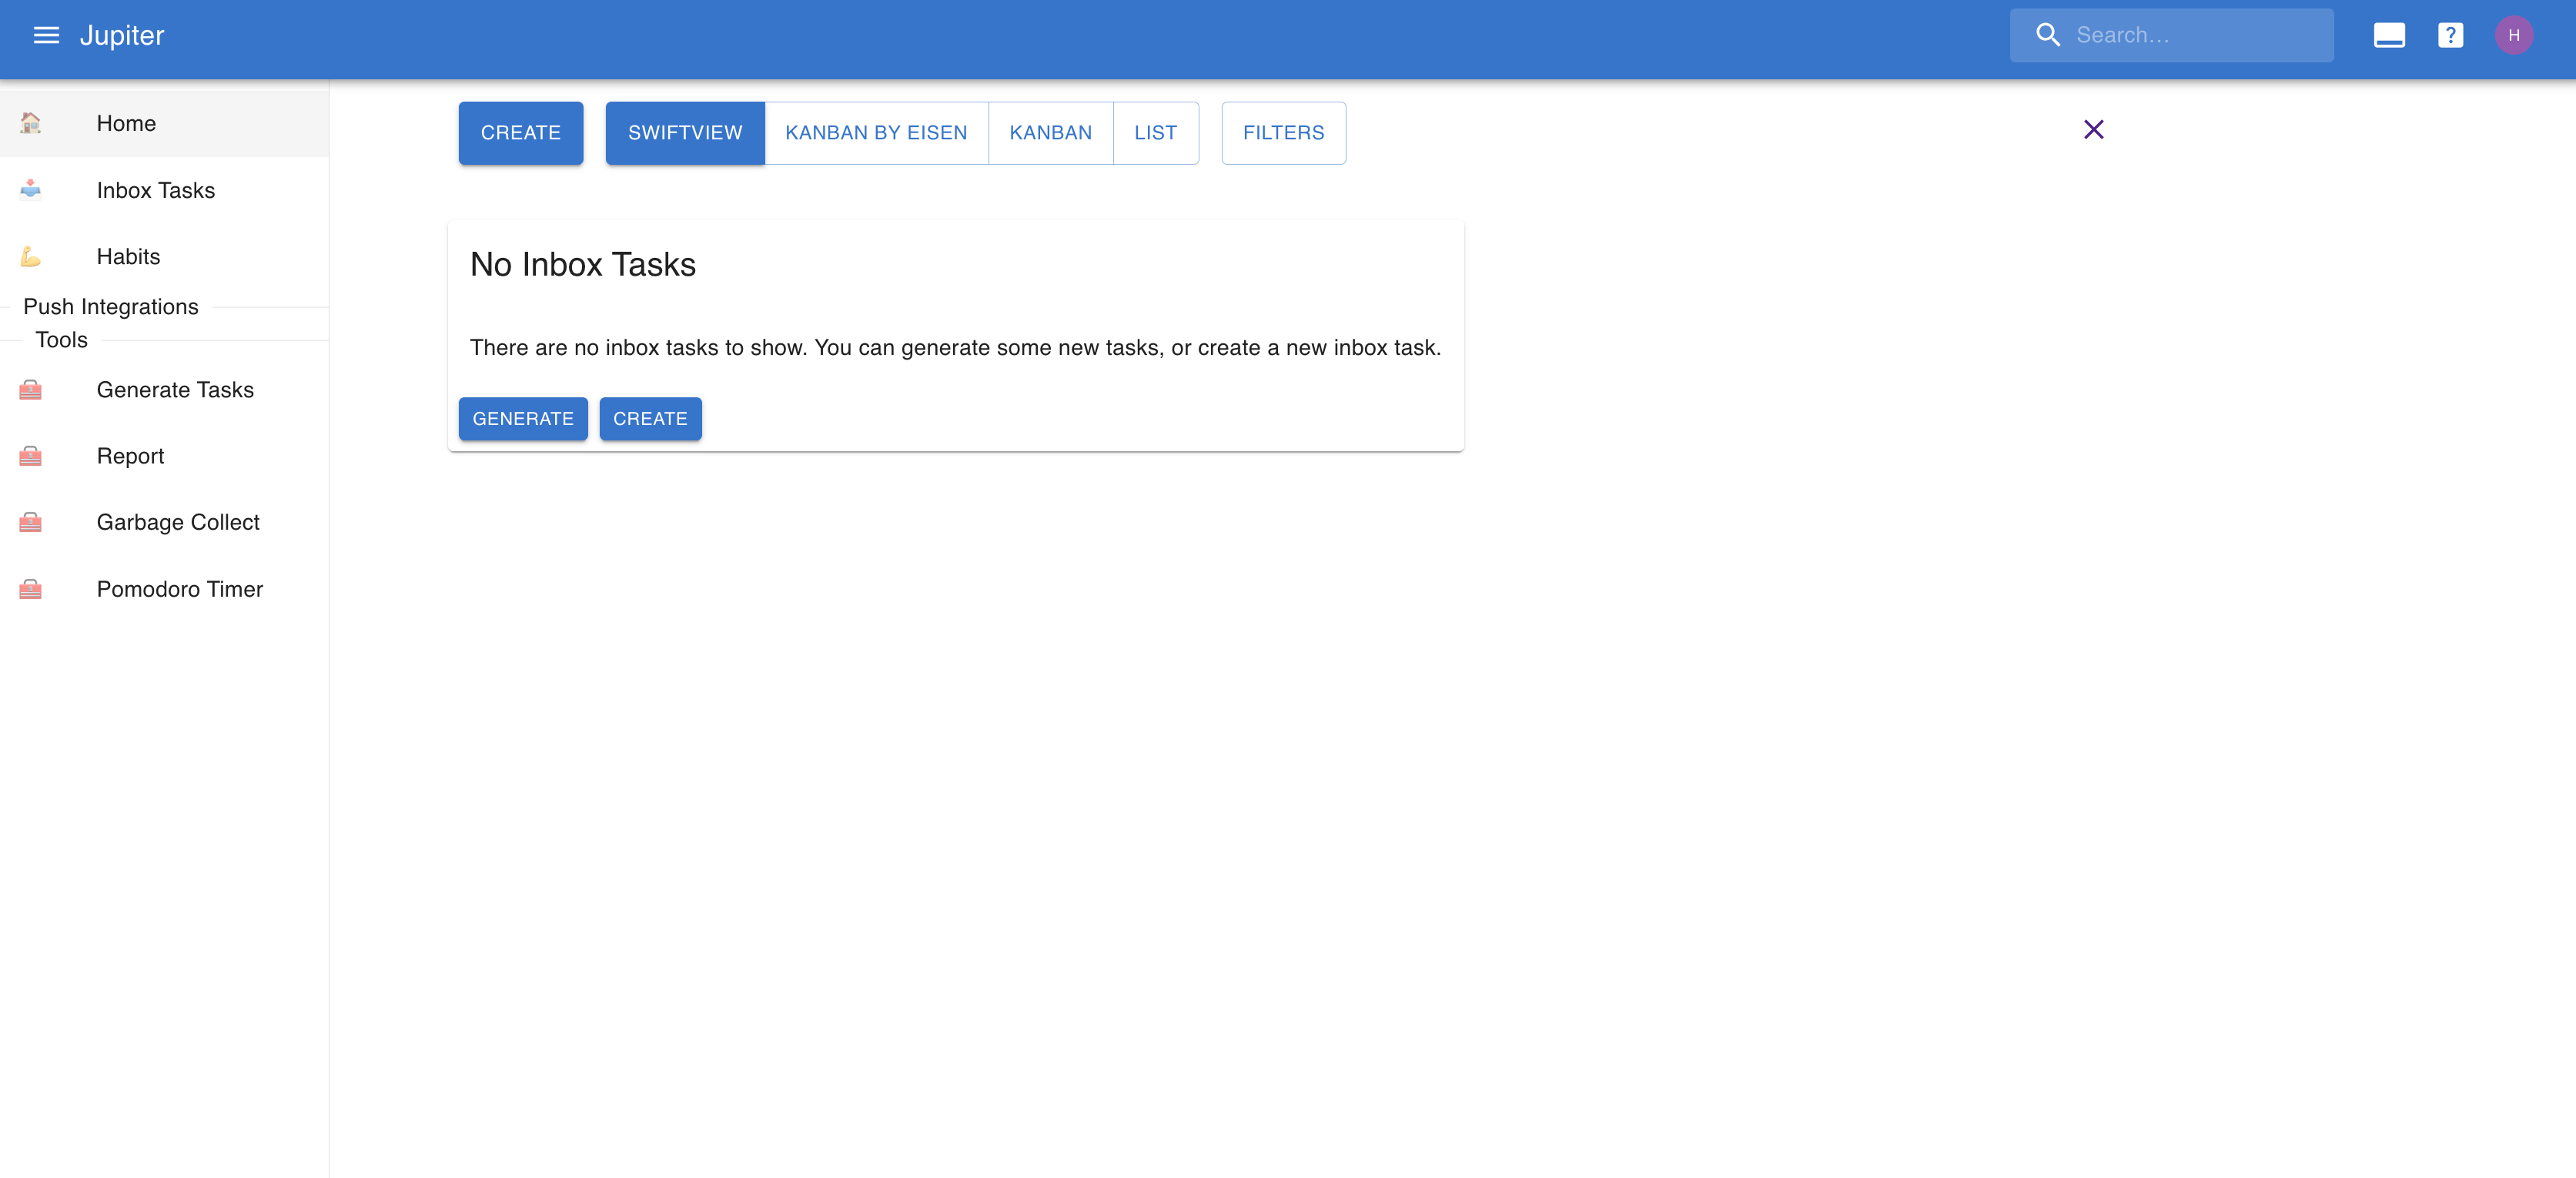 Jupiter
Search...
?
H
Home
Inbox Tasks
Habits
Push Integrations
Tools
Generate Tasks
Report
Garbage Collect
Pomodoro Timer
CREATE
SWIFTVIEW
KANBAN BY EISEN
KANBAN
LIST
FILTERS
No Inbox Tasks
There are no inbox tasks to show. You can generate some new tasks, or create a new inbox task.
GENERATE
CREATE